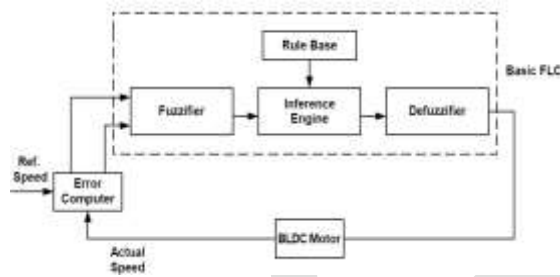 Rule Base
Basic FLC
Fuzzifier
Inference
Engine
Defuzzifier
Ref.
Speed
Error
Computer
BLDC Motor
Actual
Speed